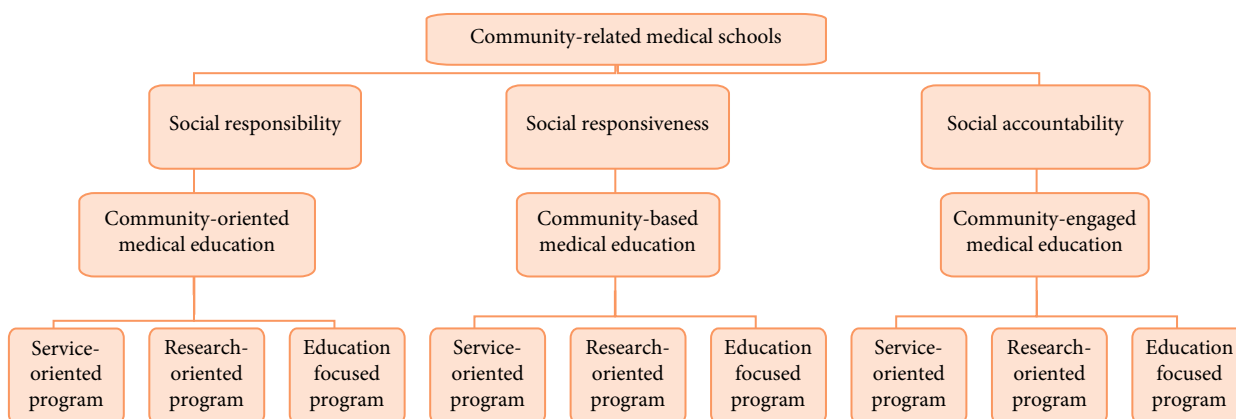 Community-related medical schools
Social responsibility
Social responsiveness
Social accountability
Community-oriented
medical education
Community-based
medical education
Community-engaged
medical education
Service-
oriented
program
Research-
oriented
program
Education
focused
program
Service-
oriented
program
Research-
oriented
program
Education
focused
program
Service-
oriented
program
Research-
oriented
program
Education
focused
program